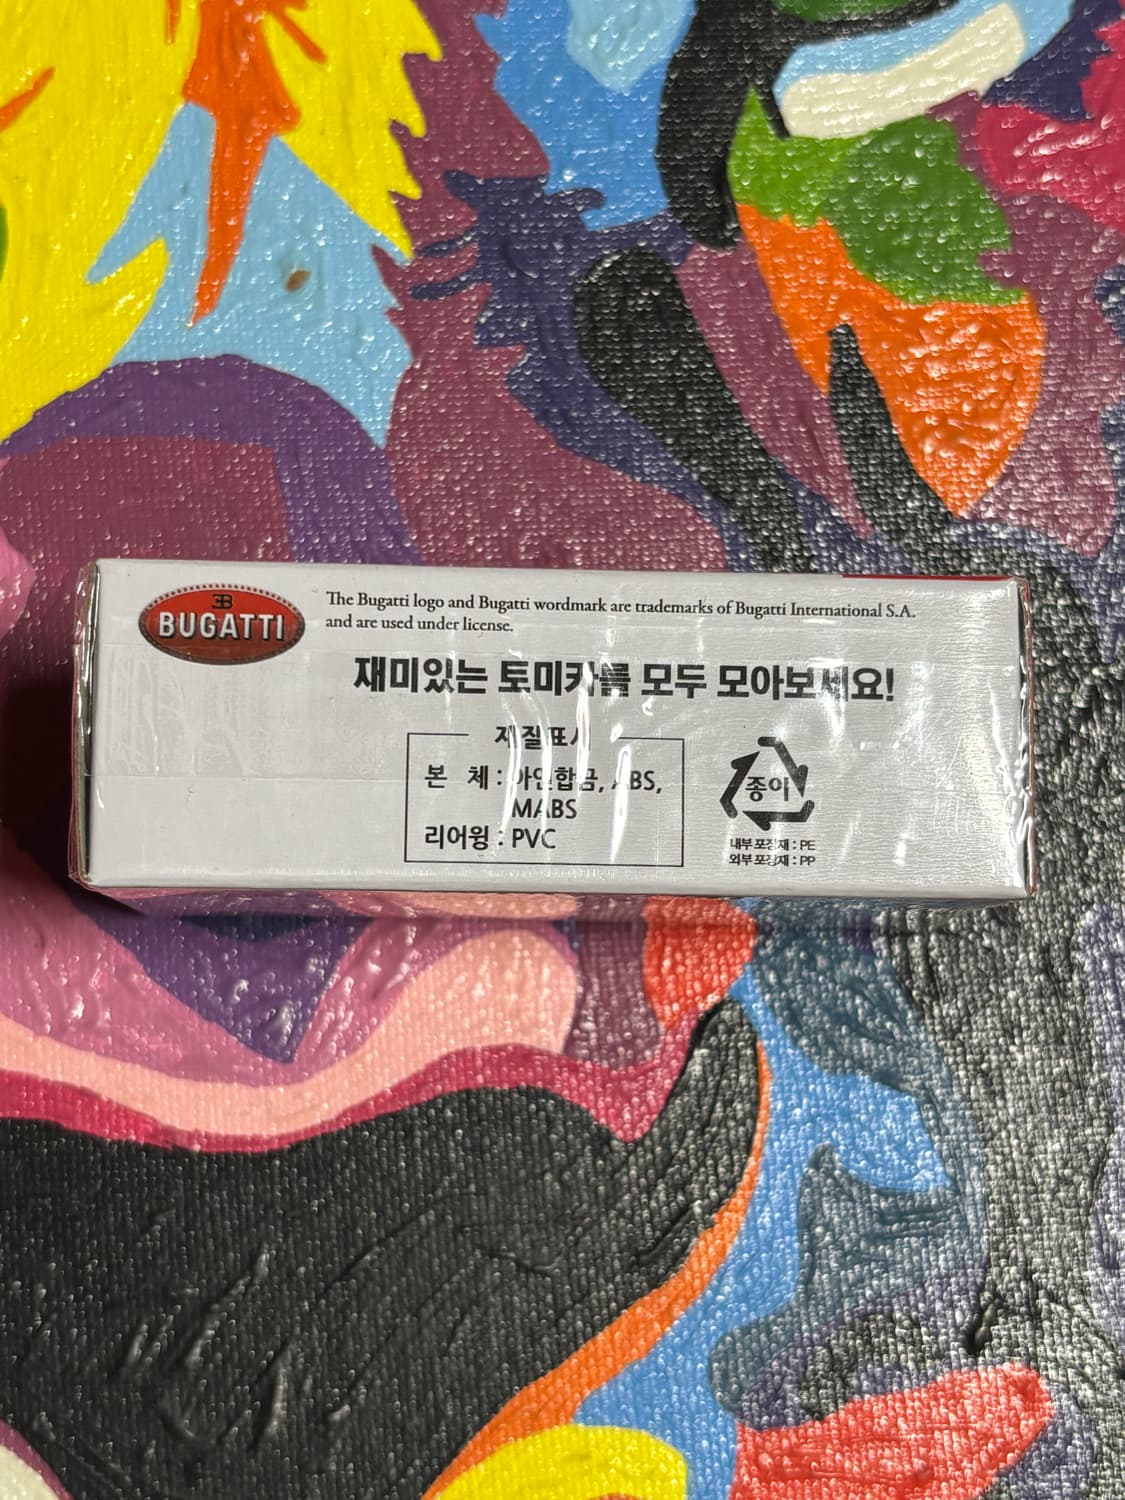 BUGATTI
The Bugatti logo and Bugatti wordmark are trademarks of Bugatti International S.A.
and are used under license.
재미있는 토미카를 모두 모아보세요!
재질표시
본 체 : 아연합금, ABS,
MABS
리어윙 : PVC
종이
내부포장재 : PE
외부포장재 : PP